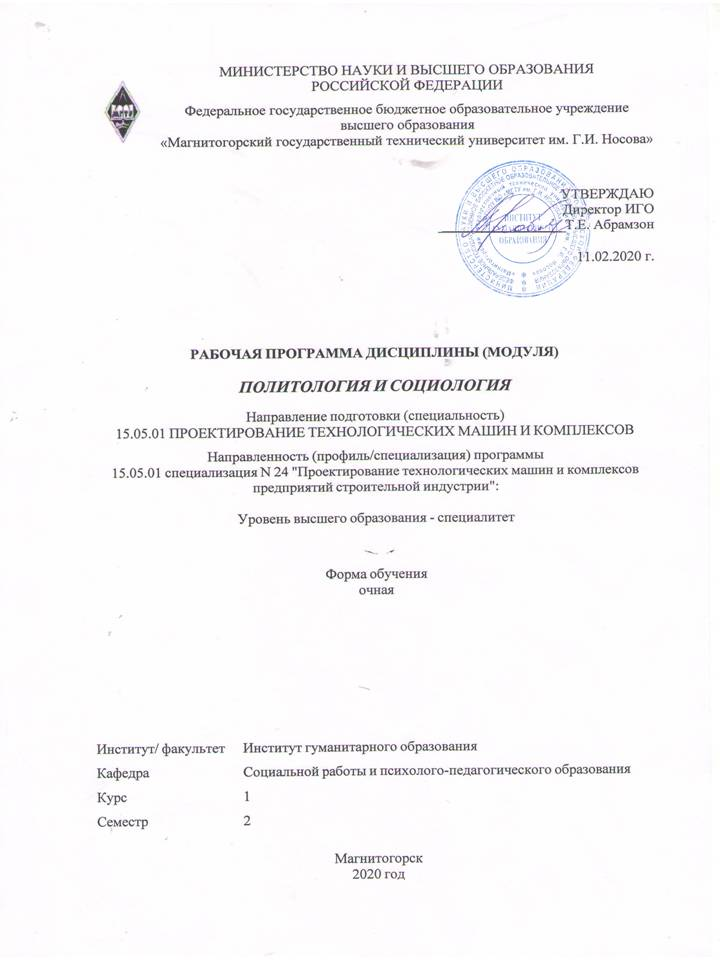 МИНИСТЕРСТВО НАУКИ И ВЫСШЕГО ОБРАЗОВАНИЯ
РОССИЙСКОЙ ФЕДЕРАЦИИ
Федеральное государственное бюджетное образовательное учреждение
высшего образования
«Магнитогорский государственный технический университет им. Г.И. Носова»
УТВЕРЖДАЮ
Директор ИГО
Т.Е. Абрамзон
11.02.2020 г.
ИНСТИТУТ
ОБРАЗОВАНИЯ
РАБОЧАЯ ПРОГРАММА ДИСЦИПЛИНЫ (МОДУЛЯ)
ПОЛИТОЛОГИЯ И СОЦИОЛОГИЯ
Направление подготовки (специальность)
15.05.01 ПРОЕКТИРОВАНИЕ ТЕХНОЛОГИЧЕСКИХ МАШИН И КОМПЛЕКСОВ
Направленность (профиль/специализация) программы
15.05.01 специализация N 24 "Проектирование технологических машин и комплексов
предприятий строительной индустрии":
Уровень высшего образования - специалитет
Форма обучения
очная
Институт/ факультет Институт гуманитарного образования
Кафедра Социальной работы и психолого-педагогического образования
Курс 1
Семестр 2
Магнитогорск
2020 год